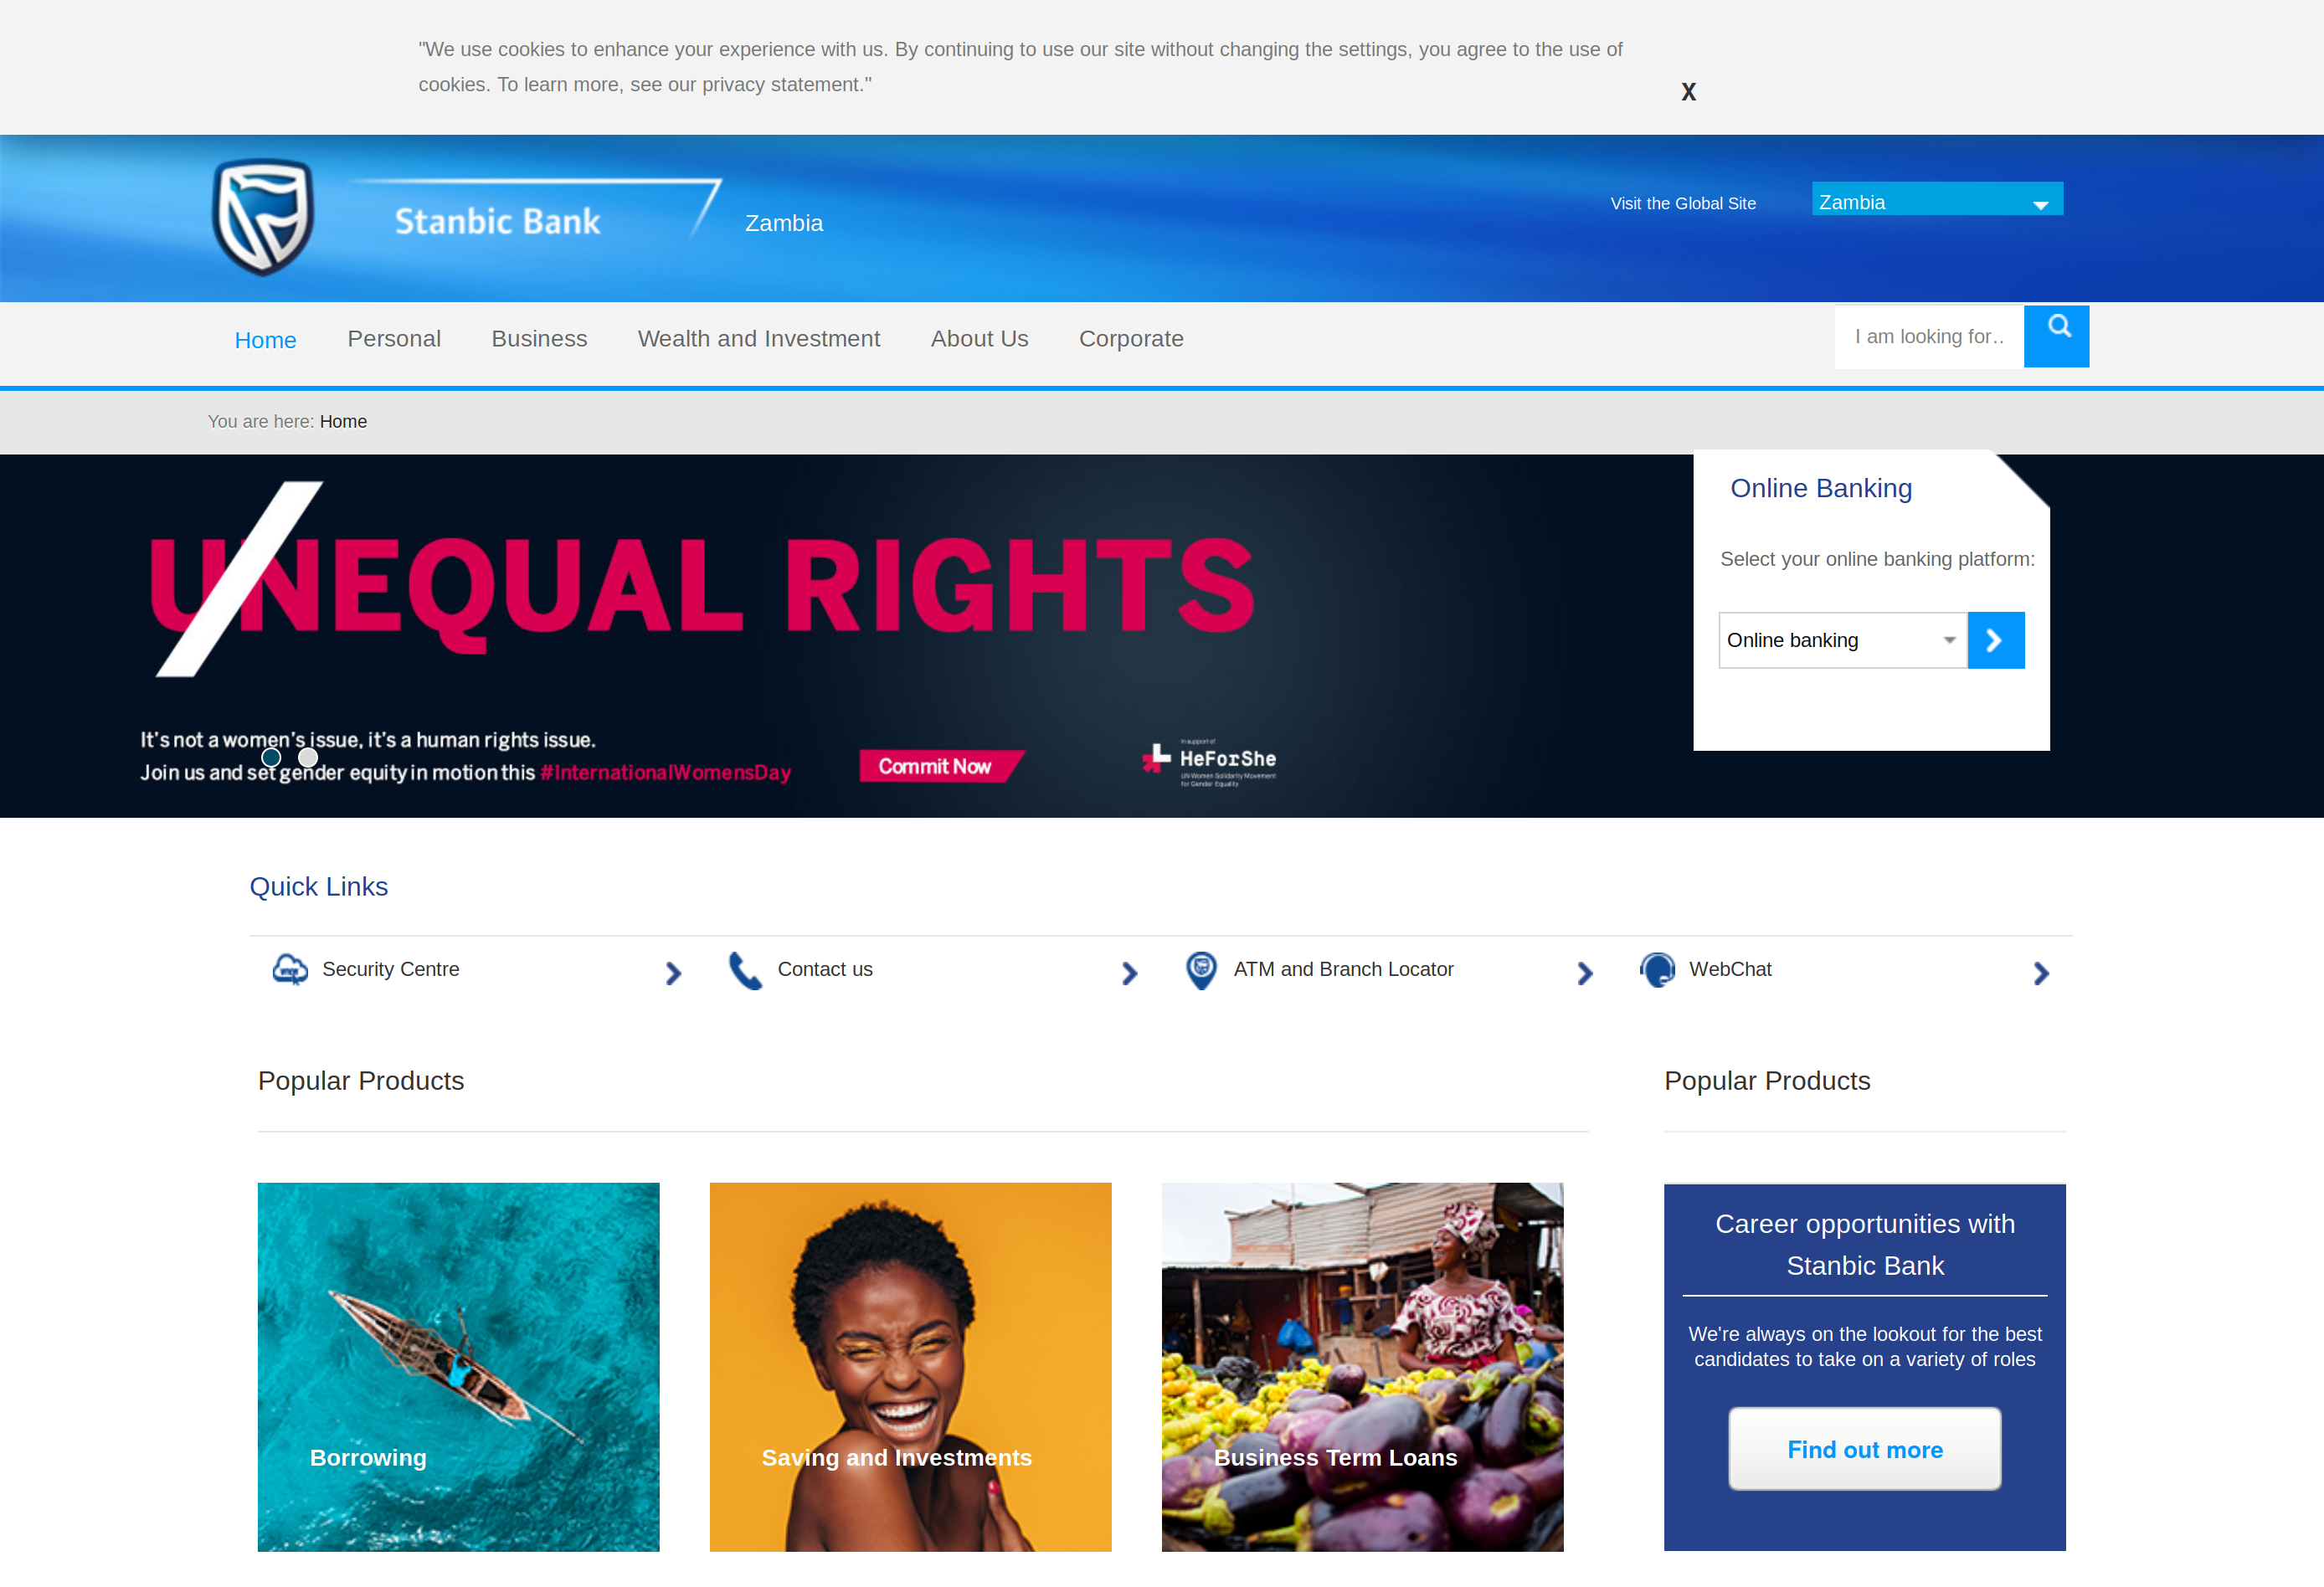 "We use cookies to enhance your experience with us. By continuing to use our site without changing the settings, you agree to the use of
cookies. To learn more, see our privacy statement."
X
Stanbic Bank
Zambia
Visit the Global Site
Zambia
Home
Personal
Business
Wealth and Investment
About Us
Corporate
I am looking for..
You are here: Home
UNEQUAL RIGHTS
It's not a women's issue, it's a human rights issue.
Join us and set gender equity in motion this #InternationalWomensDay
Commit Now
In support of
HeForShe
UN Women Solidarity Movement
for Gender Equality
Online Banking
Select your online banking platform:
Online banking
Quick Links
Security Centre
Contact us
ATM and Branch Locator
WebChat
Popular Products
Borrowing
Saving and Investments
Business Term Loans
Popular Products
Career opportunities with
Stanbic Bank
We're always on the lookout for the best
candidates to take on a variety of roles
Find out more